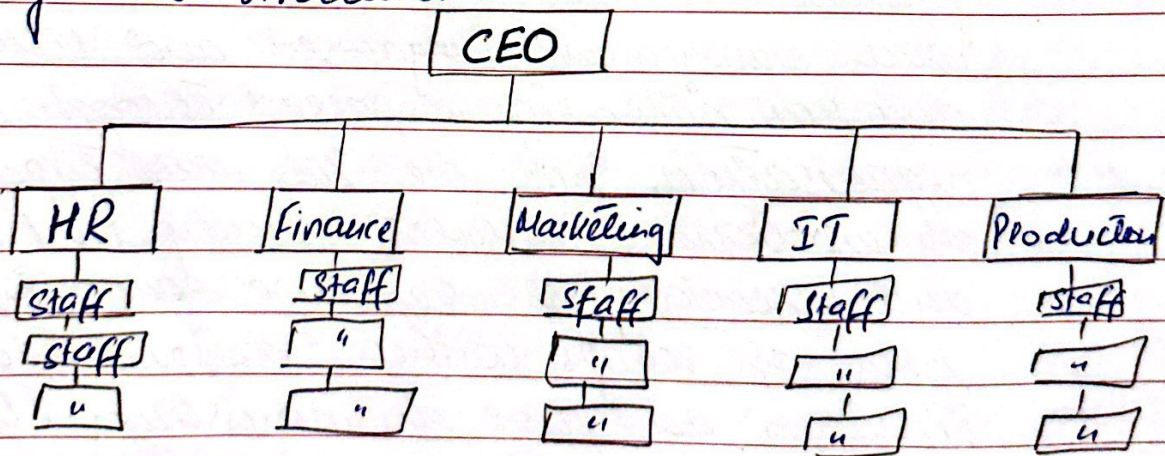 CEO
HR Finance Marketing IT Production
Staff Staff Staff Staff Staff
Staff " " " "
" " " " "